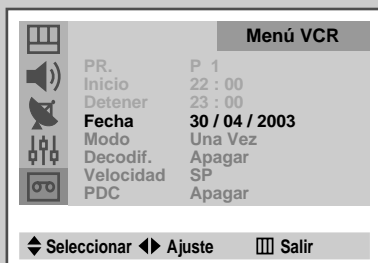 Menú VCR
PR. P 1
Inicio 22 : 00
Detener 23 : 00
Fecha 30 / 04 / 2003
Modo Una Vez
Decodif. Apagar
Velocidad SP
PDC Apagar
Seleccionar Ajuste Salir